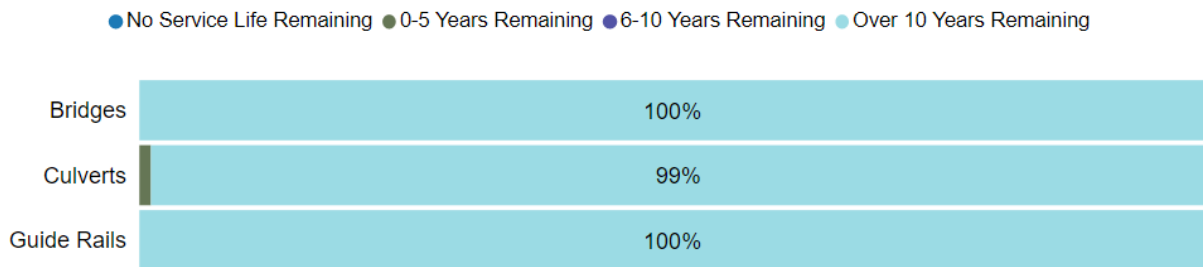 No Service Life Remaining 0-5 Years Remaining 6-10 Years Remaining Over 10 Years Remaining
Bridges 100%
Culverts 99%
Guide Rails 100%